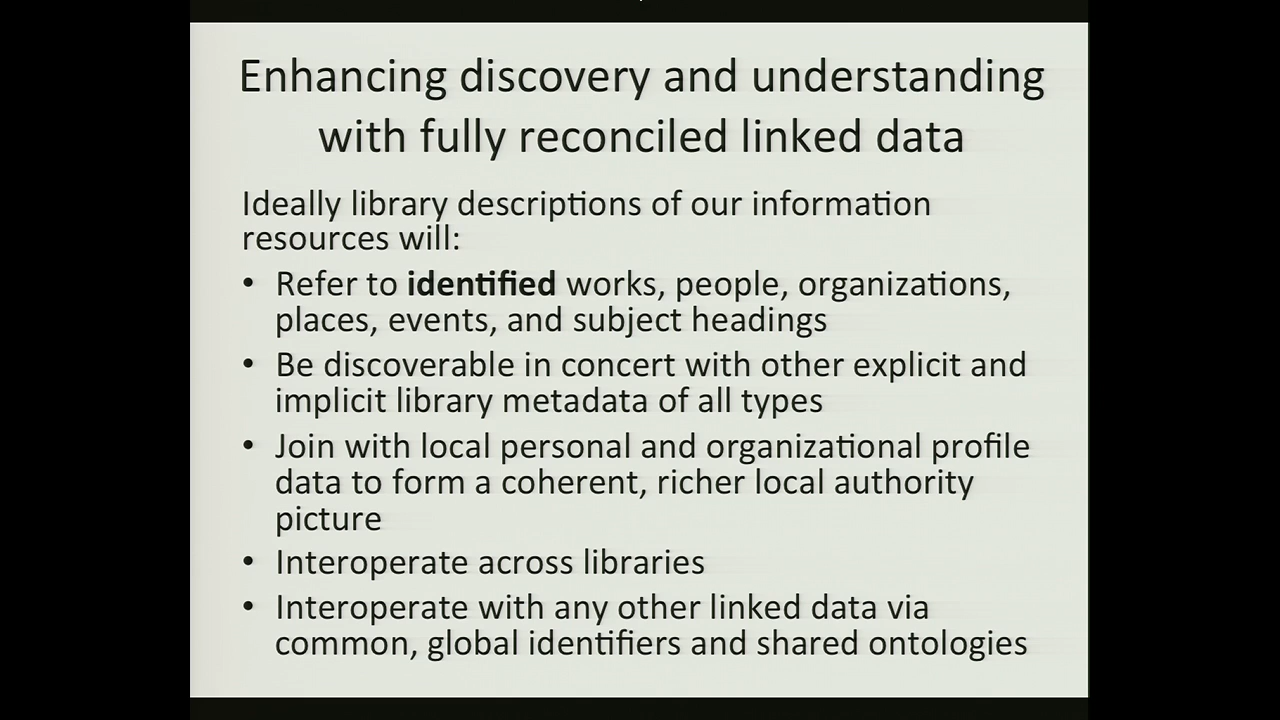 Enhancing discovery and understanding
with fully reconciled linked data
Ideally library descriptions of our information
resources will:
• Refer to identified works, people, organizations,
places, events, and subject headings
• Be discoverable in concert with other explicit and
implicit library metadata of all types
• Join with local personal and organizational profile
data to form a coherent, richer local authority
picture
• Interoperate across libraries
• Interoperate with any other linked data via
common, global identifiers and shared ontologies